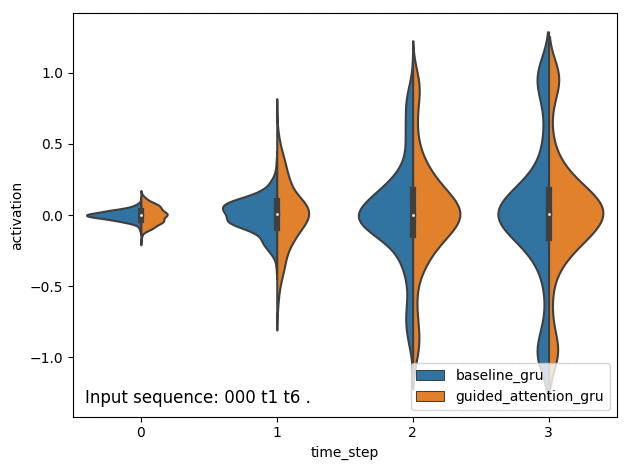 1.0
0.5
0.0
−0.5
−1.0
activation
Input sequence: 000 t1 t6 .
baseline_gru
guided_attention_gru
0 1 2 3
time_step